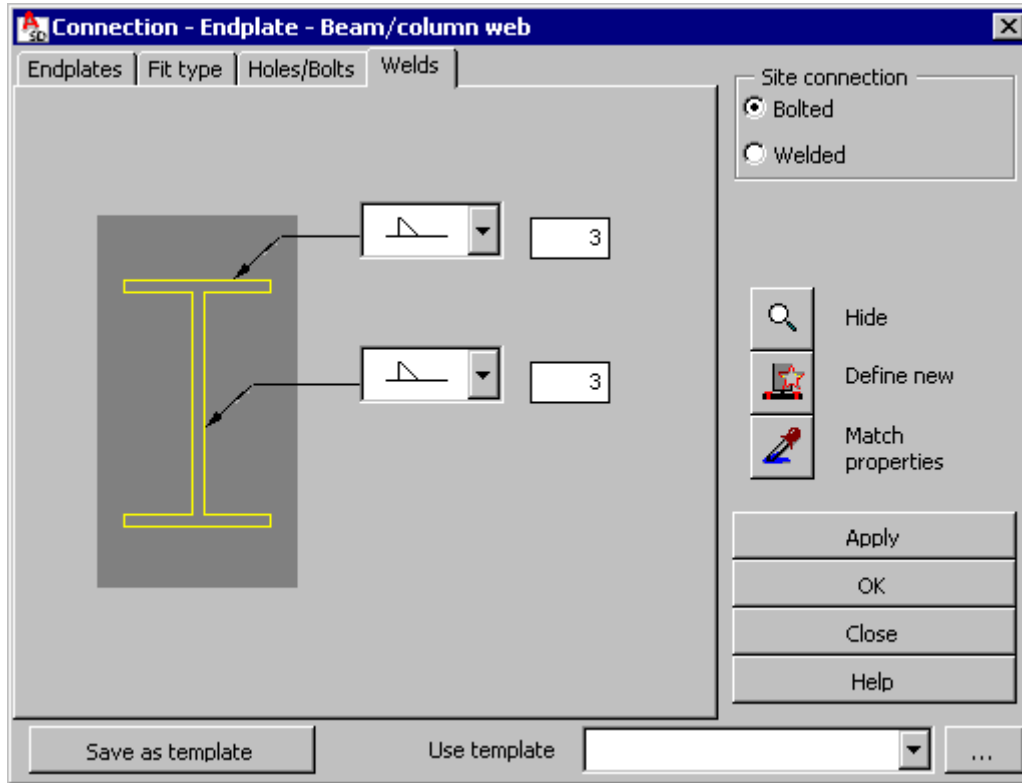 ASD Connection - Endplate - Beam/column web
Endplates Fit type Holes/Bolts Welds
Site connection
Bolted
Welded
3
3
Hide
Define new
Match
properties
Apply
OK
Close
Help
Save as template Use template ...